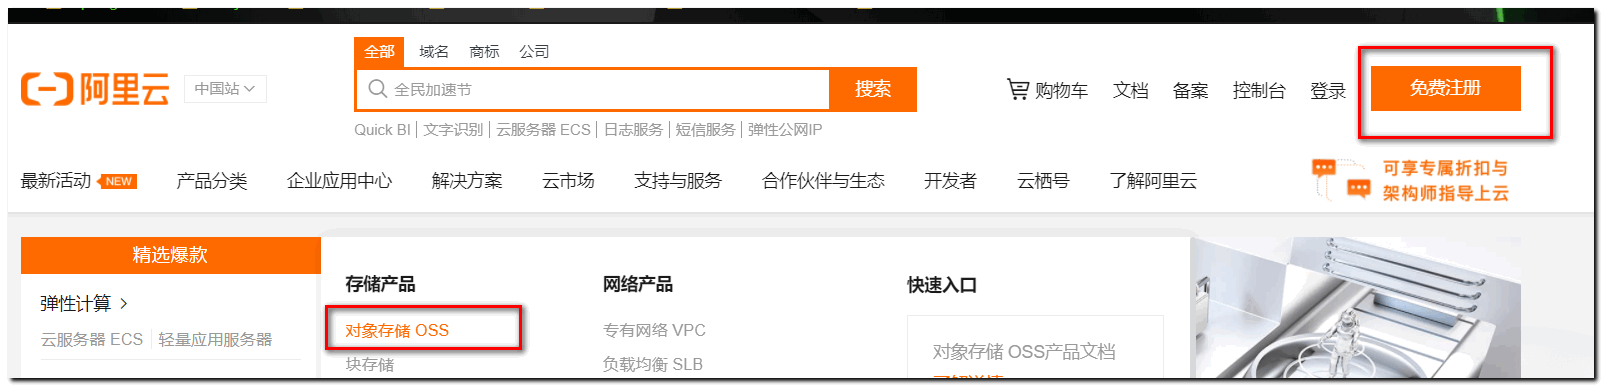 全部 域名 商标 公司
阿里云 中国站 全民加速节 搜索 购物车 文档 备案 控制台 登录 免费注册
Quick BI 文字识别 云服务器 ECS 日志服务 短信服务 弹性公网IP
最新活动 NEW 产品分类 企业应用中心 解决方案 云市场 支持与服务 合作伙伴与生态 开发者 云栖号 了解阿里云
可享专属折扣与
架构师指导上云
精选爆款
存储产品 网络产品 快速入口
弹性计算 >
对象存储 OSS 专有网络 VPC
云服务器 ECS 轻量应用服务器
对象存储 OSS产品文档
块存储 负载均衡 SLB